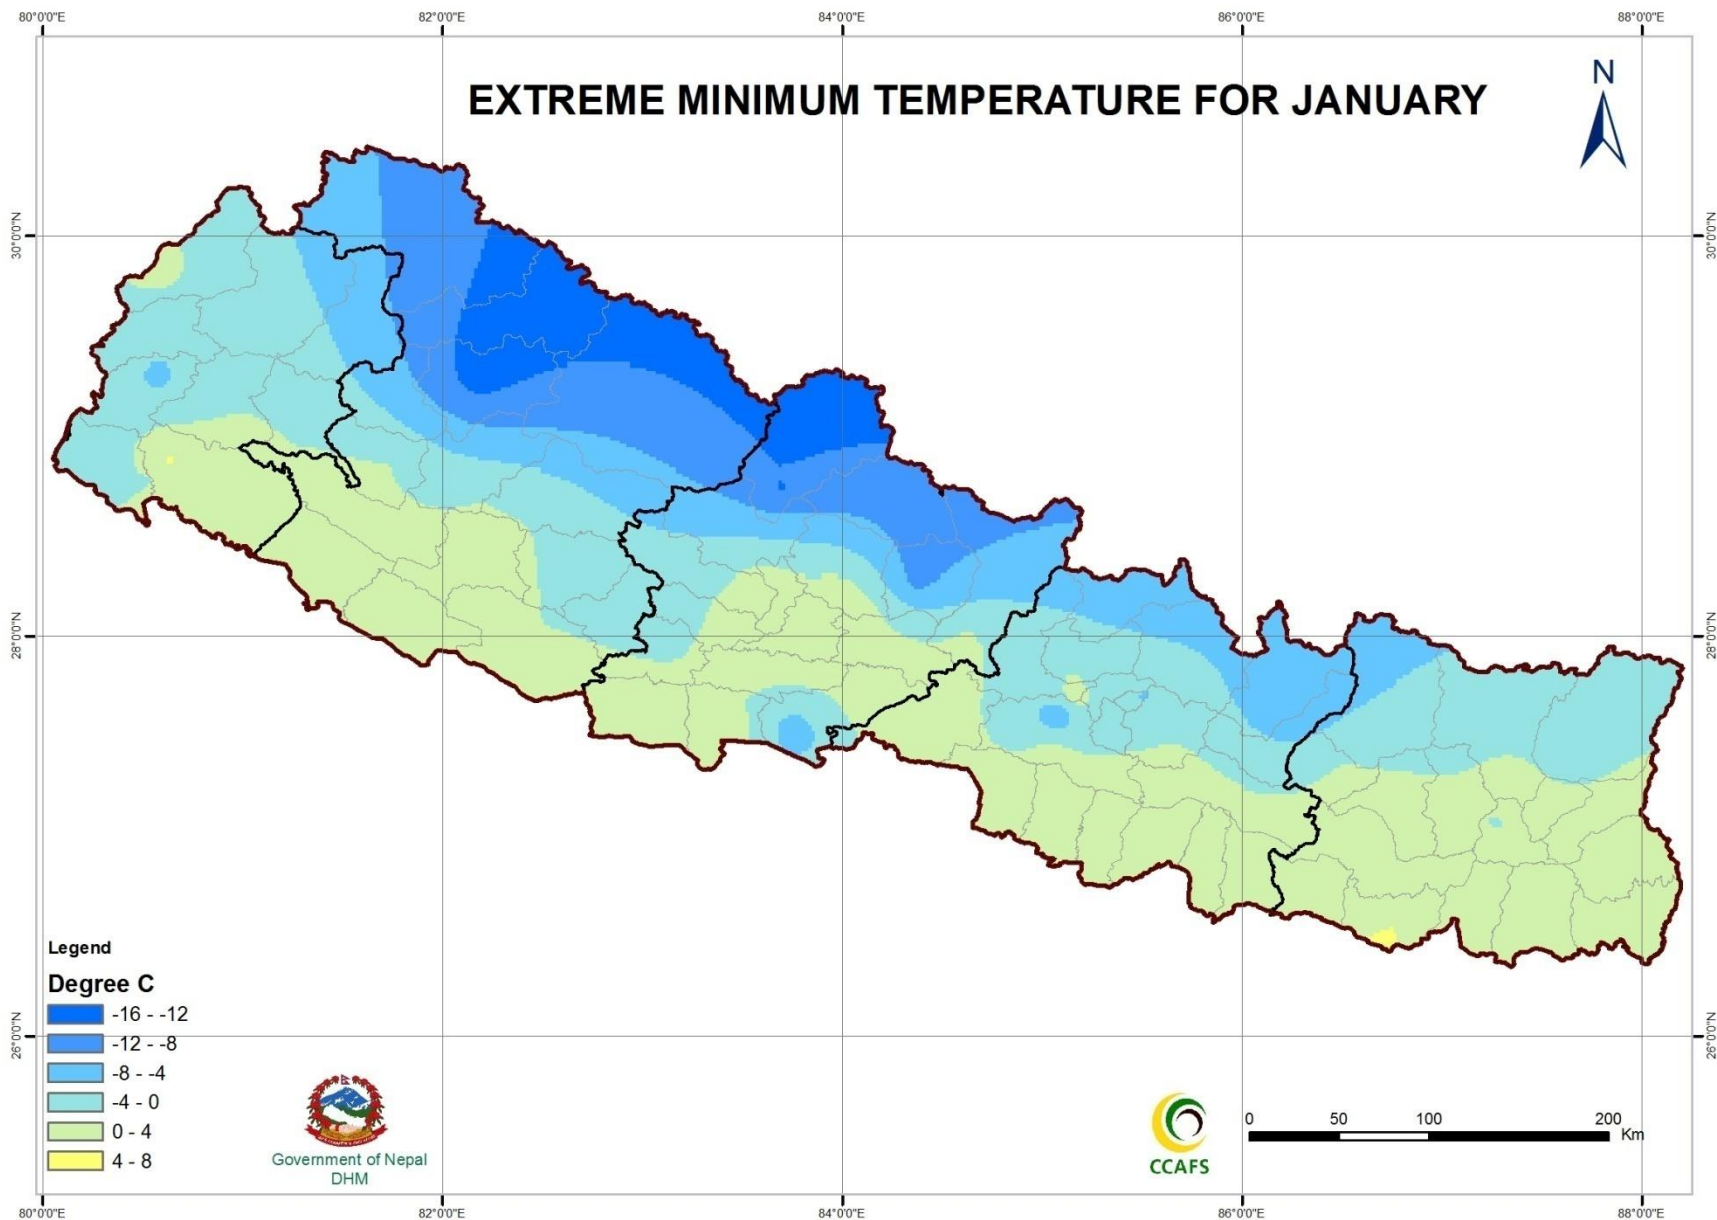 80°0'0"E 82°0'0"E 84°0'0"E 86°0'0"E 88°0'0"E
EXTREME MINIMUM TEMPERATURE FOR JANUARY
N
30°0'0"N 30°0'0"N
28°0'0"N 28°0'0"N
26°0'0"N 26°0'0"N
Legend
Degree C
-16 - -12
-12 - -8
-8 - -4
-4 - 0
0 - 4
4 - 8
Government of Nepal
DHM
CCAFS
0 50 100 200
Km
80°0'0"E 82°0'0"E 84°0'0"E 86°0'0"E 88°0'0"E